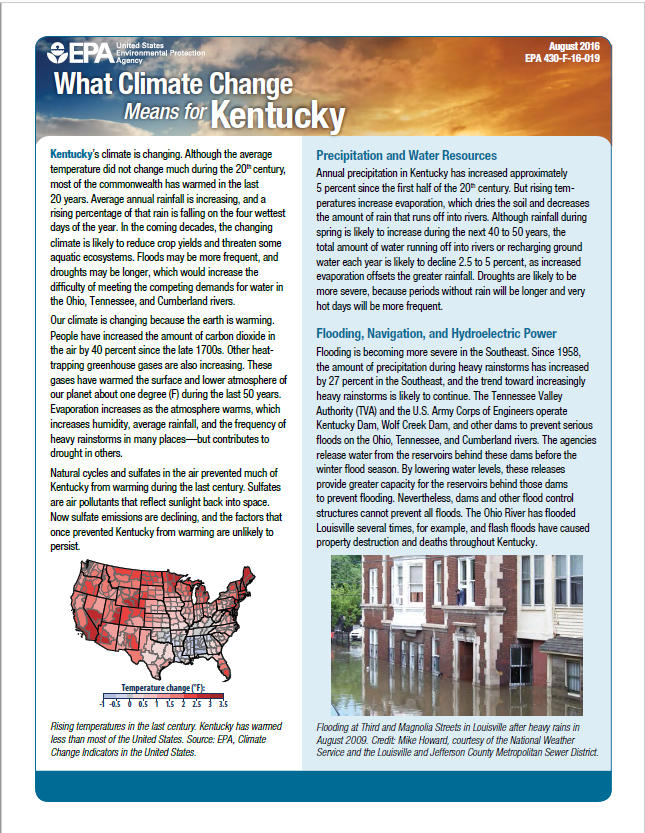 EPA United States
Environmental Protection
Agency
August 2016
EPA 430-F-16-019
What Climate Change
Means for Kentucky
Kentucky's climate is changing. Although the average
temperature did not change much during the 20th century,
most of the commonwealth has warmed in the last
20 years. Average annual rainfall is increasing, and a
rising percentage of that rain is falling on the four wettest
days of the year. In the coming decades, the changing
climate is likely to reduce crop yields and threaten some
aquatic ecosystems. Floods may be more frequent, and
droughts may be longer, which would increase the
difficulty of meeting the competing demands for water in
the Ohio, Tennessee, and Cumberland rivers.
Our climate is changing because the earth is warming.
People have increased the amount of carbon dioxide in
the air by 40 percent since the late 1700s. Other heat-
trapping greenhouse gases are also increasing. These
gases have warmed the surface and lower atmosphere of
our planet about one degree (F) during the last 50 years.
Evaporation increases as the atmosphere warms, which
increases humidity, average rainfall, and the frequency of
heavy rainstorms in many places—but contributes to
drought in others.
Natural cycles and sulfates in the air prevented much of
Kentucky from warming during the last century. Sulfates
are air pollutants that reflect sunlight back into space.
Now sulfate emissions are declining, and the factors that
once prevented Kentucky from warming are unlikely to
persist.
Temperature change (°F):
-1 -0.5 0 0.5 1 1.5 2 2.5 3 3.5
Rising temperatures in the last century. Kentucky has warmed
less than most of the United States. Source: EPA, Climate
Change Indicators in the United States.
Precipitation and Water Resources
Annual precipitation in Kentucky has increased approximately
5 percent since the first half of the 20th century. But rising tem-
peratures increase evaporation, which dries the soil and decreases
the amount of rain that runs off into rivers. Although rainfall during
spring is likely to increase during the next 40 to 50 years, the
total amount of water running off into rivers or recharging ground
water each year is likely to decline 2.5 to 5 percent, as increased
evaporation offsets the greater rainfall. Droughts are likely to be
more severe, because periods without rain will be longer and very
hot days will be more frequent.
Flooding, Navigation, and Hydroelectric Power
Flooding is becoming more severe in the Southeast. Since 1958,
the amount of precipitation during heavy rainstorms has increased
by 27 percent in the Southeast, and the trend toward increasingly
heavy rainstorms is likely to continue. The Tennessee Valley
Authority (TVA) and the U.S. Army Corps of Engineers operate
Kentucky Dam, Wolf Creek Dam, and other dams to prevent serious
floods on the Ohio, Tennessee, and Cumberland rivers. The agencies
release water from the reservoirs behind these dams before the
winter flood season. By lowering water levels, these releases
provide greater capacity for the reservoirs behind those dams
to prevent flooding. Nevertheless, dams and other flood control
structures cannot prevent all floods. The Ohio River has flooded
Louisville several times, for example, and flash floods have caused
property destruction and deaths throughout Kentucky.
Flooding at Third and Magnolia Streets in Louisville after heavy rains in
August 2009. Credit: Mike Howard, courtesy of the National Weather
Service and the Louisville and Jefferson County Metropolitan Sewer District.